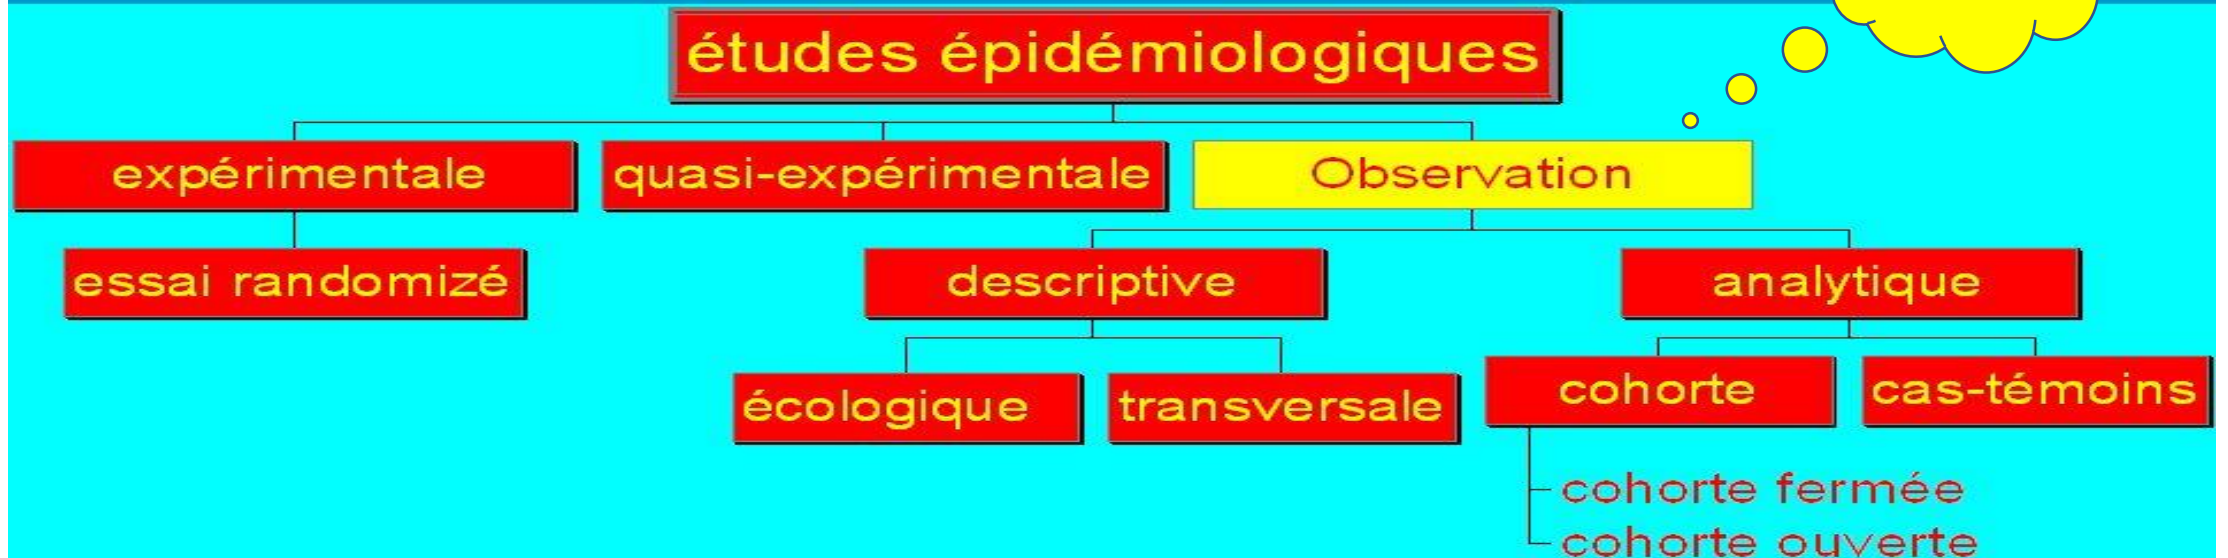 études épidémiologiques
expérimentale
quasi-expérimentale
Observation
essai randomizé
descriptive
analytique
écologique
transversale
cohorte
cas-témoins
cohorte fermée
cohorte ouverte